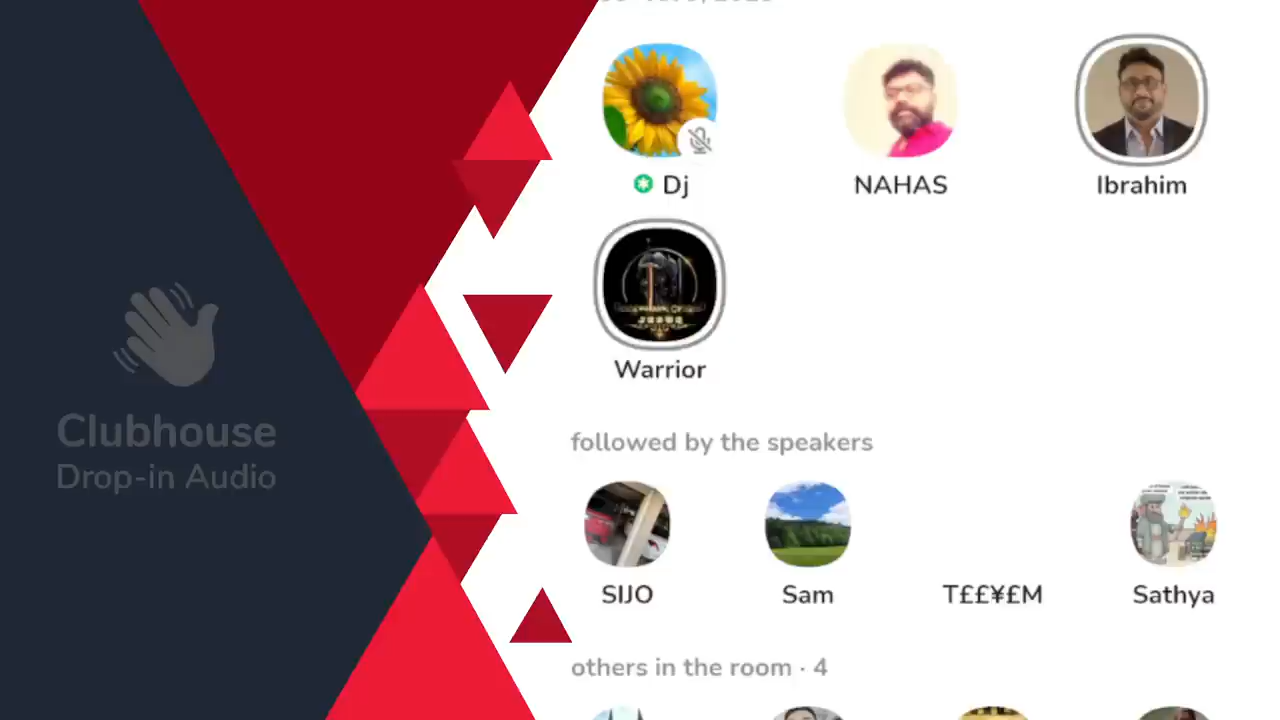 Clubhouse
Drop-in Audio
Dj
NAHAS
Ibrahim
JESUS
Warrior
followed by the speakers
SIJO
Sam
T££¥£M
Sathya
others in the room · 4